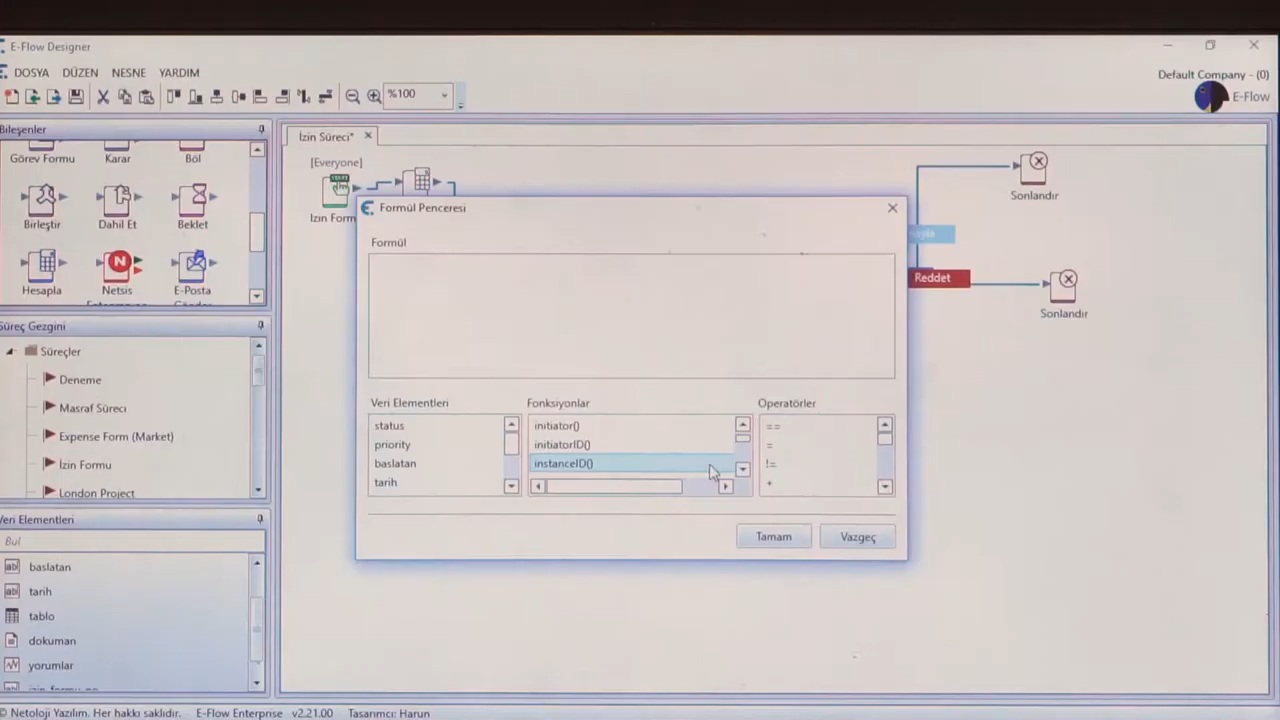 E-Flow Designer
DOSYA DÜZEN NESNE YARDIM
Default Company - (0)
%100
E-Flow
Bileşenler
Görev Formu Karar Böl
Birleştir Dahil Et Beklet
Hesapla Netsis E-Posta
Süreç Gezgini
Süreçler
Deneme
Masraf Süreci
Expense Form (Market)
İzin Formu
London Project
Veri Elementleri
Bul
baslatan
tarih
tablo
dokuman
yorumlar
İzin Süreci*
[Everyone]
İzin Form
Sonlandır
Reddet
Sonlandır
Formül Penceresi
Formül
Veri Elementleri Fonksiyonlar Operatörler
status initiator() ==
priority initiatorID() =
baslatan instanceID() !=
tarih +
Tamam Vazgeç
© Netoloji Yazılım. Her hakkı saklıdır. E-Flow Enterprise v2.21.00 Tasarımcı: Harun